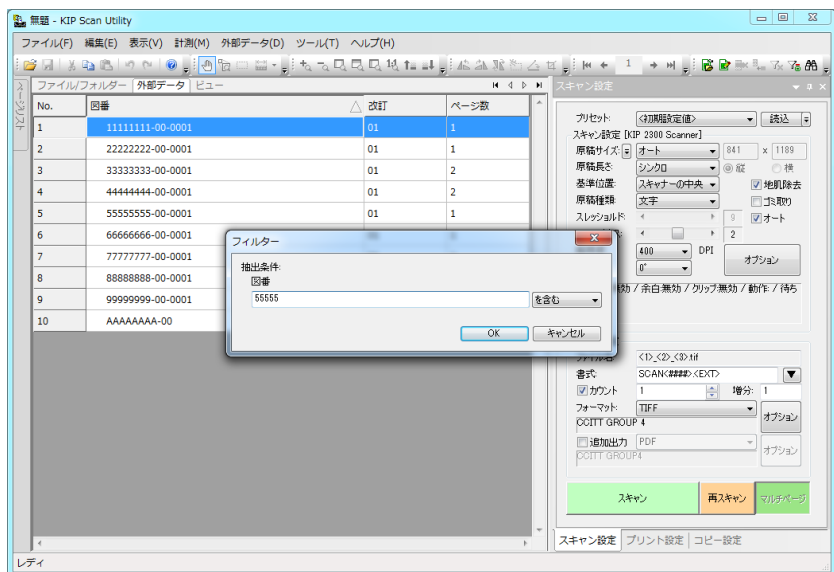 無題 - KIP Scan Utility
ファイル(F) 編集(E) 表示(V) 計測(M) 外部データ(D) ツール(T) ヘルプ(H)
ファイル/フォルダー 外部データ ビュー
ページリスト
No. 図番 改訂 ページ数
1 11111111-00-0001 01 1
2 22222222-00-0001 01 1
3 33333333-00-0001 01 2
4 44444444-00-0001 01 2
5 55555555-00-0001 01 1
6 66666666-00-0001
7 77777777-00-0001
8 88888888-00-0001
9 99999999-00-0001
10 AAAAAAAA-00
フィルター
抽出条件:
図番
55555 を含む
OK キャンセル
スキャン設定
プリセット: <初期設定値> 読込
スキャン設定 [KIP 2300 Scanner]
原稿サイズ: オート 841 x 1189
原稿長さ: シンクロ 縦 横
基準位置: スキャナーの中央 地肌除去
原稿種類: 文字 ゴミ取り
スレッショルド: 9 オート
2
400 DPI オプション
0°
無効 / 余白:無効 / クリップ:無効 / 動作: / 待ち
ファイル名: <1>_<2>_<3>.tif
書式: SCAN<####>.<EXT>
カウント 1 増分: 1
フォーマット: TIFF オプション
CCITT GROUP 4
追加出力 PDF オプション
CCITT GROUP4
スキャン 再スキャン マルチページ
スキャン設定 プリント設定 コピー設定
レディ